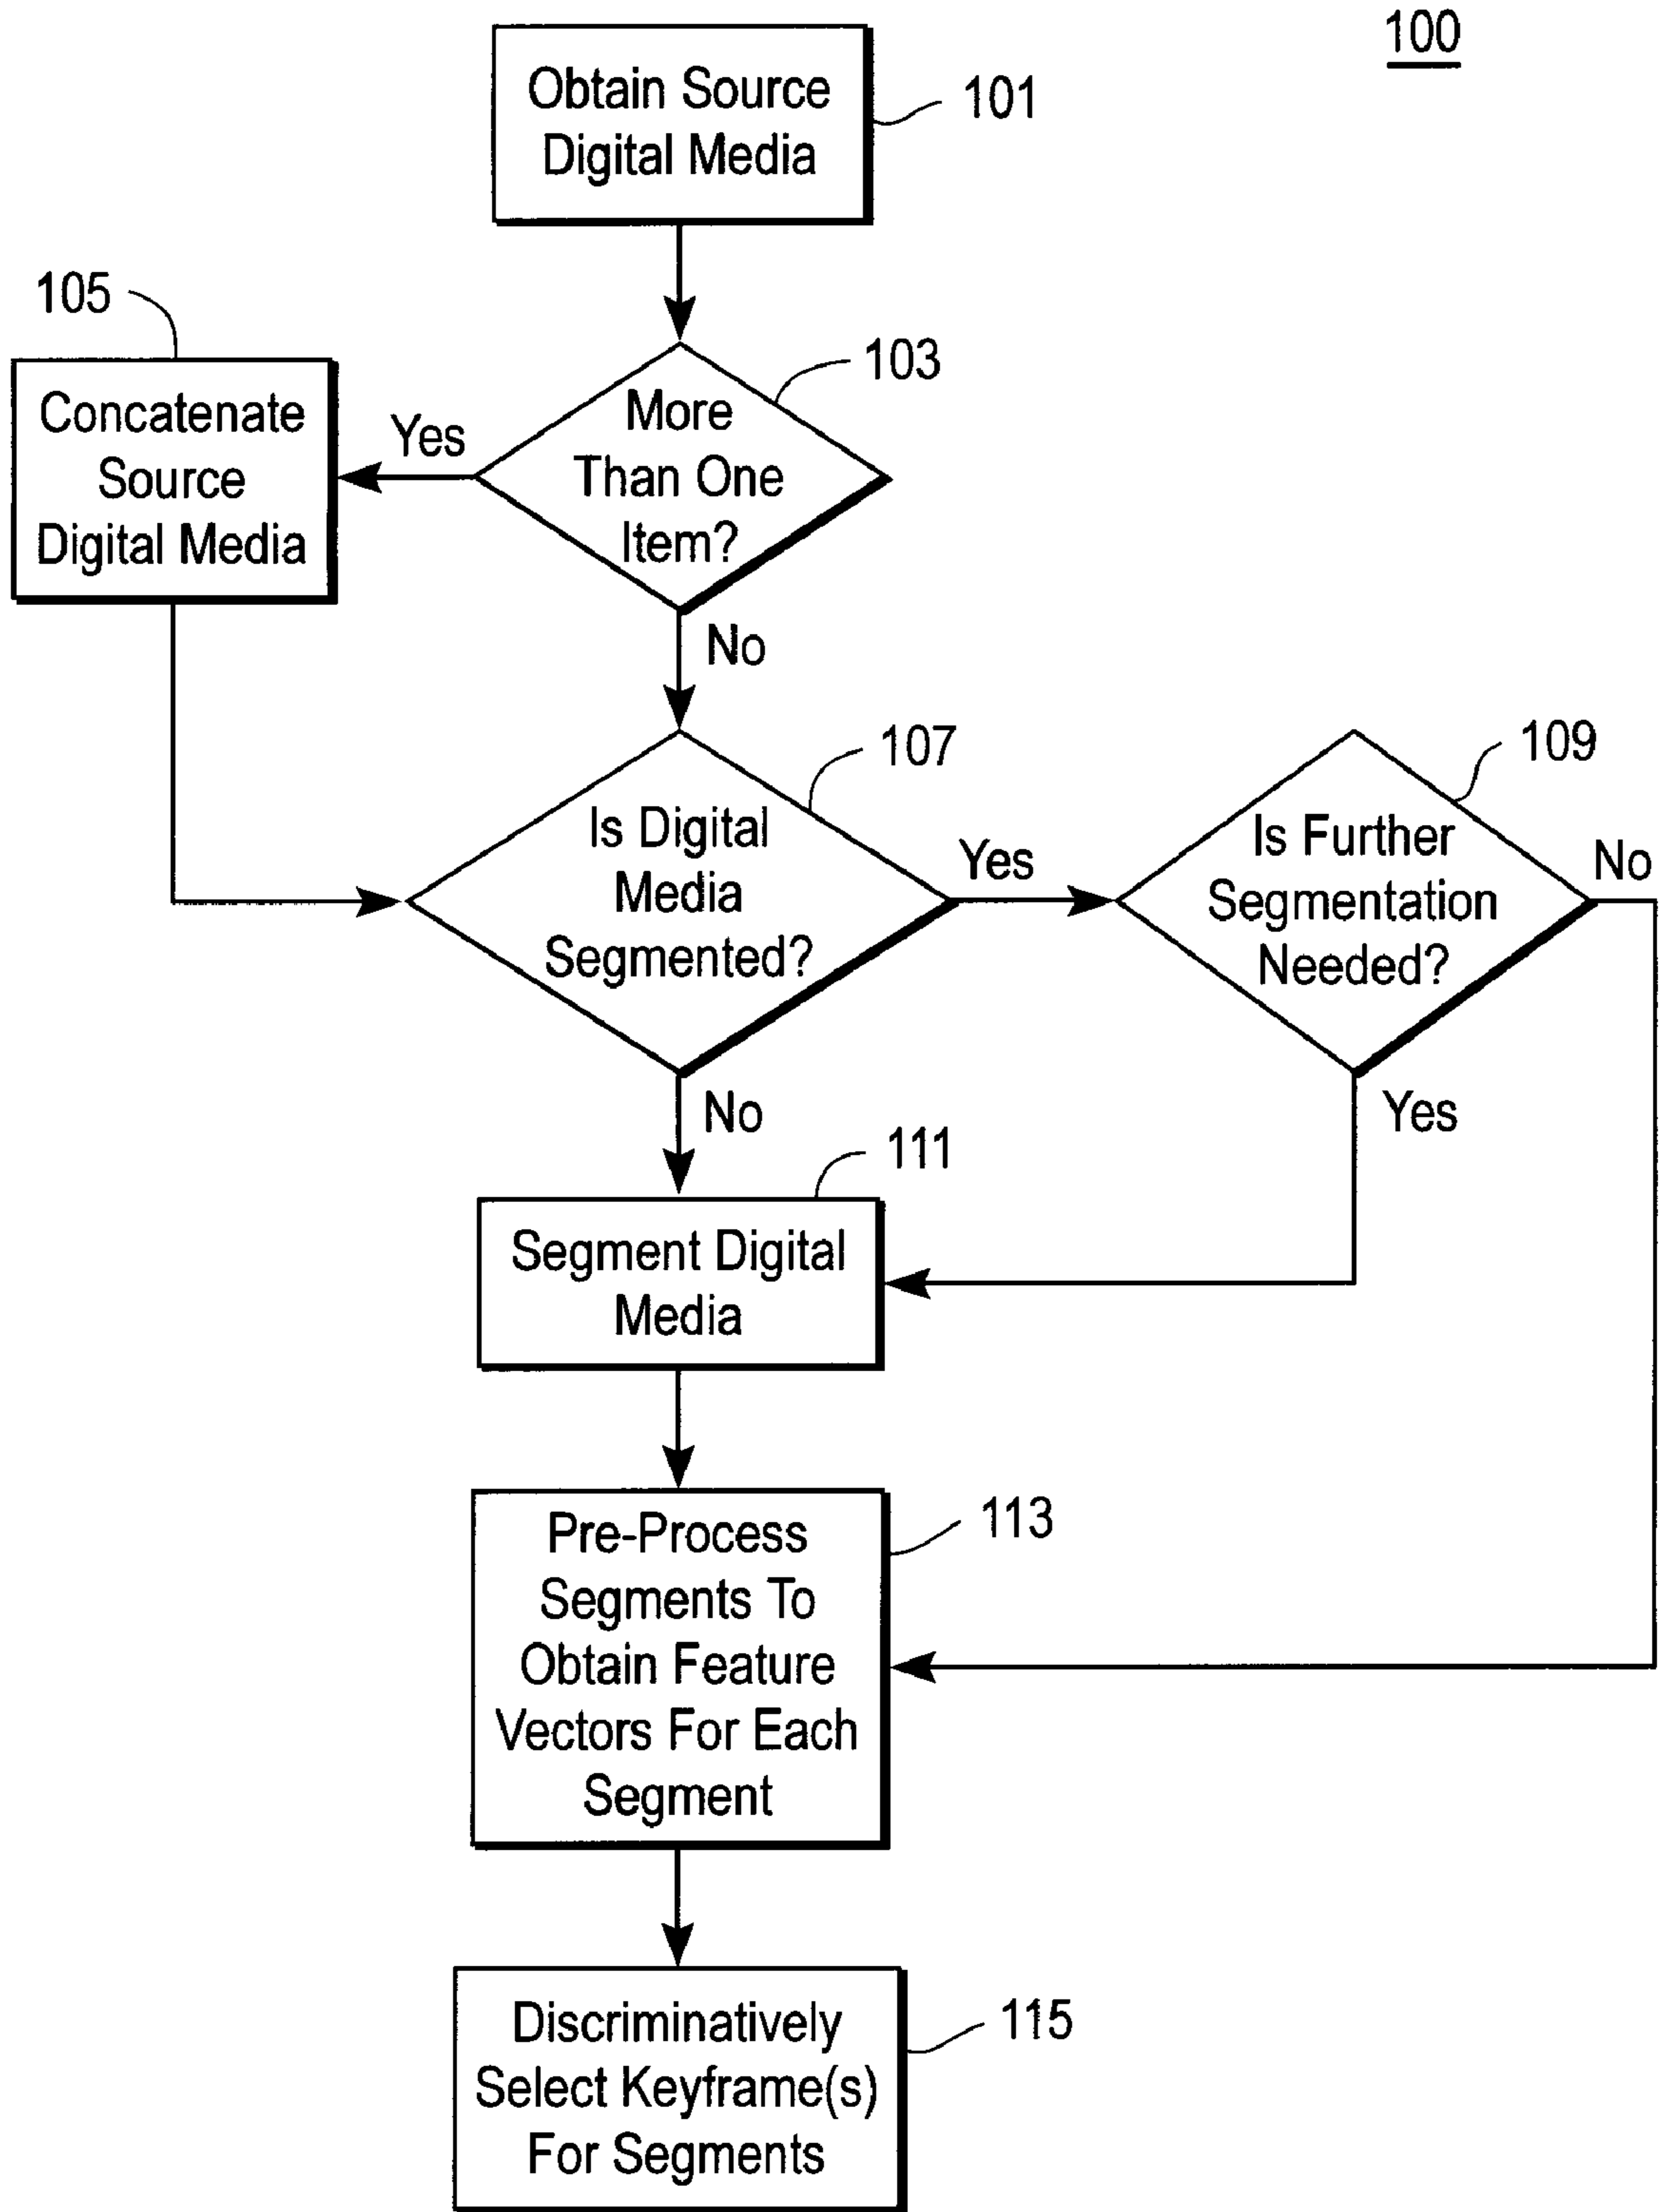 100
Obtain Source
Digital Media
101
105
103
Concatenate
Source
Digital Media
Yes
More
Than One
Item?
No
107
109
Is Digital
Media
Segmented?
Yes
Is Further
Segmentation
Needed?
No
No
Yes
111
Segment Digital
Media
Pre-Process
Segments To
Obtain Feature
Vectors For Each
Segment
113
Discriminatively
Select Keyframe(s)
For Segments
115